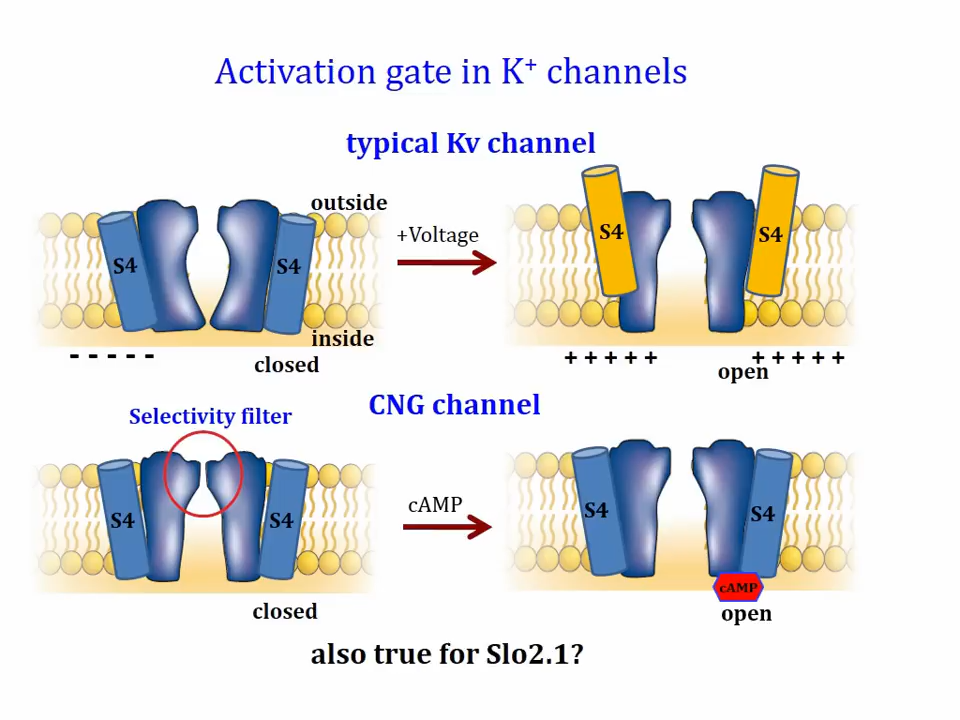 Activation gate in K⁺ channels
typical Kv channel
outside
S4
S4
+Voltage
S4
S4
inside
- - - - -
closed
+ + + + +
+ + + + +
open
CNG channel
Selectivity filter
S4
S4
cAMP
S4
S4
cAMP
closed
open
also true for Slo2.1?